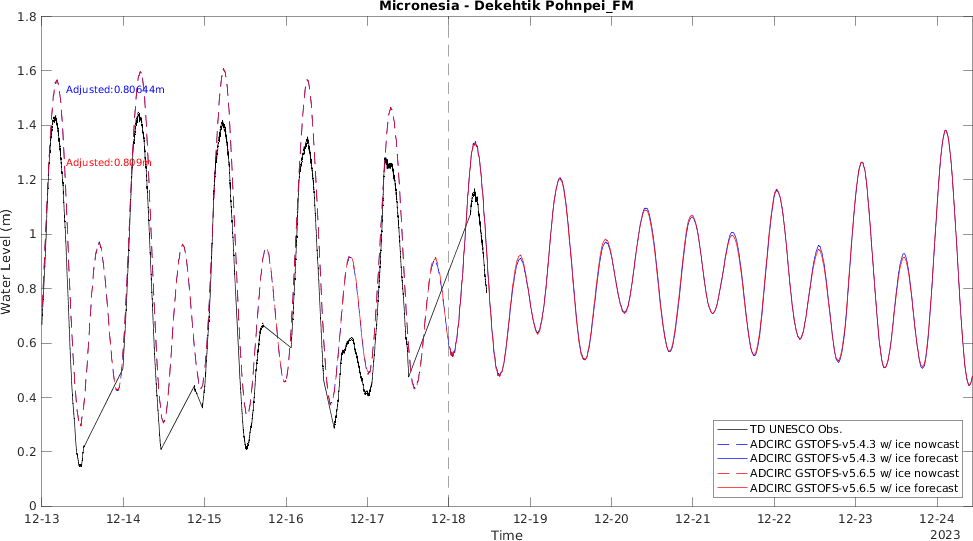 Micronesia - Dekehtik Pohnpei_FM
1.8
1.6
1.4
1.2
1
0.8
0.6
0.4
0.2
0
Water Level (m)
Adjusted:0.80644m
Adjusted:0.809m
TD UNESCO Obs.
ADCIRC GSTOFS-v5.4.3 w/ ice nowcast
ADCIRC GSTOFS-v5.4.3 w/ ice forecast
ADCIRC GSTOFS-v5.6.5 w/ ice nowcast
ADCIRC GSTOFS-v5.6.5 w/ ice forecast
12-13 12-14 12-15 12-16 12-17 12-18 12-19 12-20 12-21 12-22 12-23 12-24
2023
Time